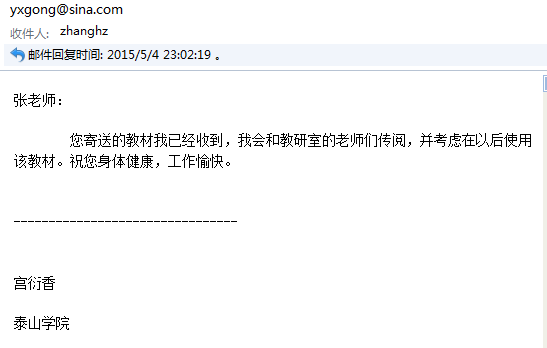 yxgong@sina.com
收件人: zhanghz
邮件回复时间: 2015/5/4 23:02:19 。
张老师：
您寄送的教材我已经收到，我会和教研室的老师们传阅，并考虑在以后使用
该教材。祝您身体健康，工作愉快。
--------------------------------
宫衍香
泰山学院